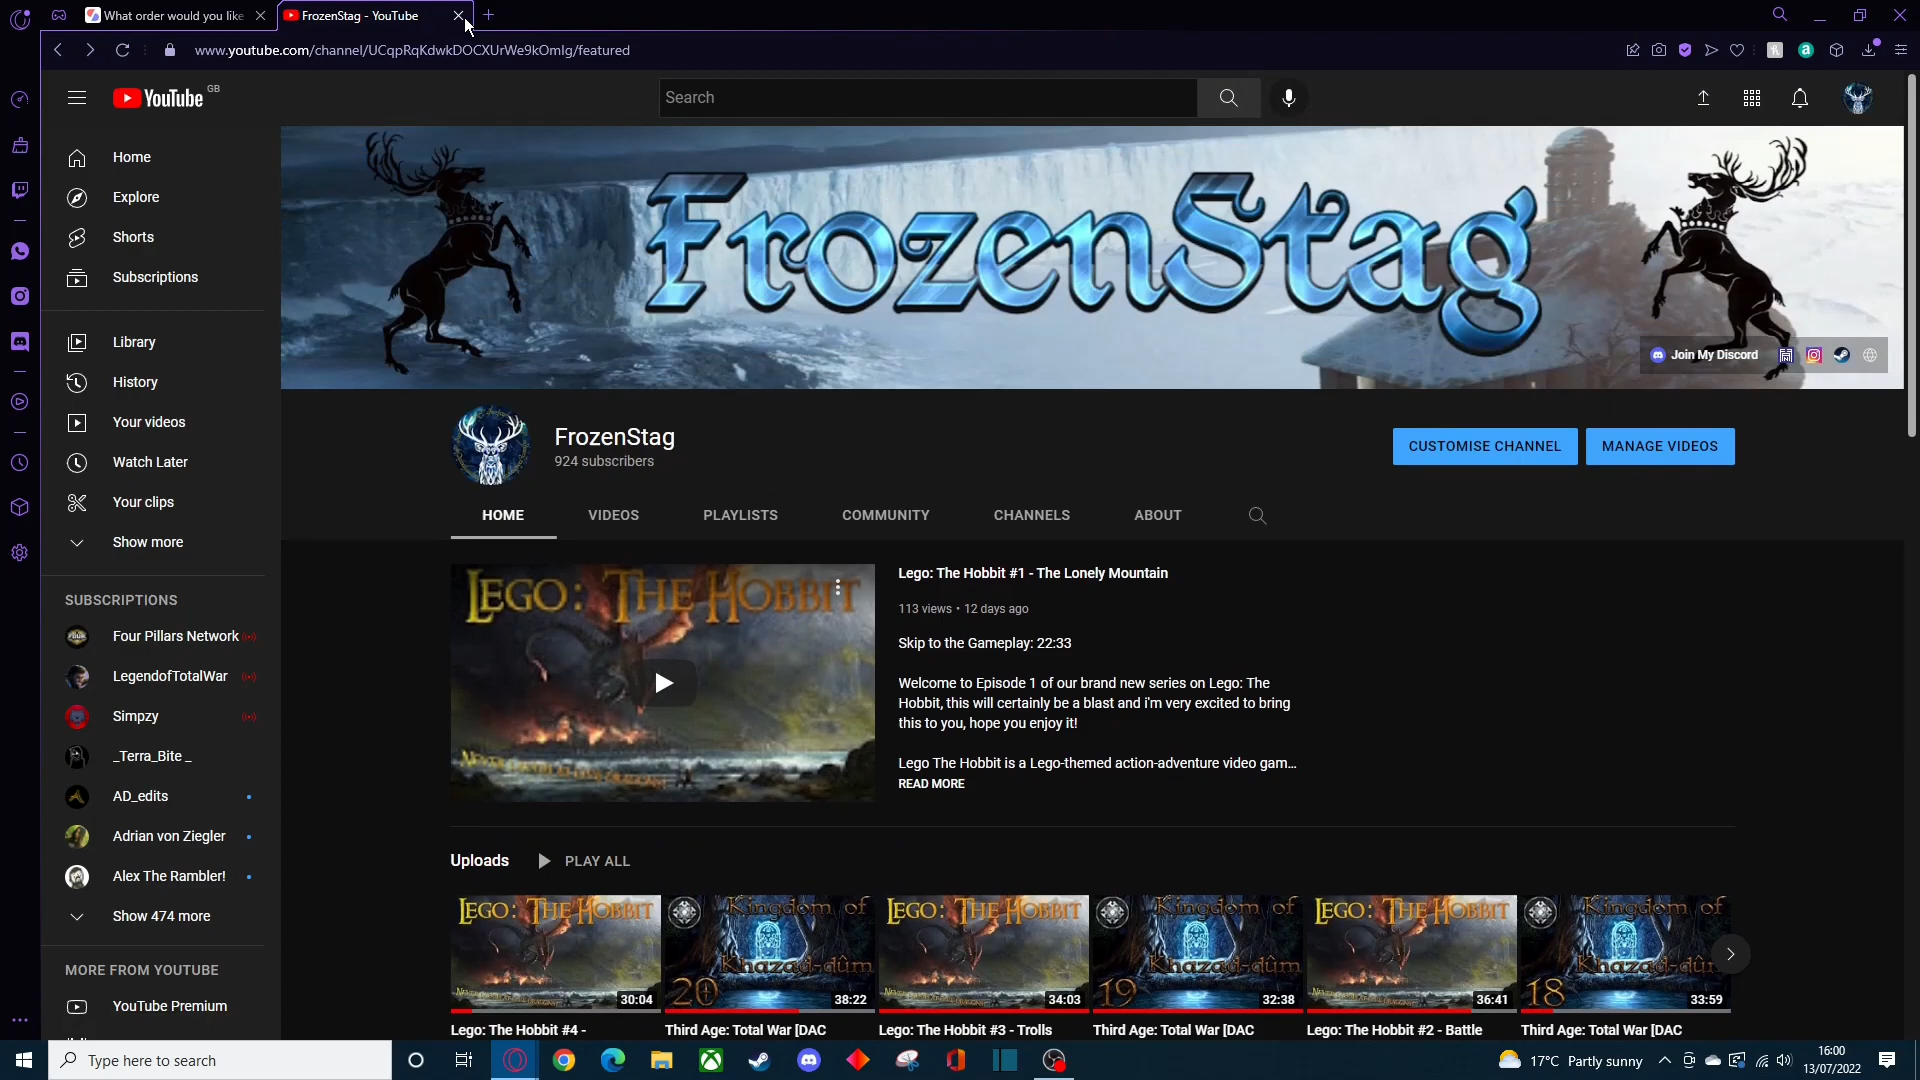 What order would you like
FrozenStag - YouTube
www.youtube.com/channel/UCqpRqKdwkDOCXUrWe9kOmlg/featured
YouTube GB
Search
Home
Explore
Shorts
Subscriptions
FrozenStag
Join My Discord
Library
History
Your videos
Watch Later
Your clips
Show more
FrozenStag
924 subscribers
CUSTOMISE CHANNEL
MANAGE VIDEOS
HOME VIDEOS PLAYLISTS COMMUNITY CHANNELS ABOUT
SUBSCRIPTIONS
Four Pillars Network
LegendofTotalWar
Simpzy
_Terra_Bite _
AD_edits
Adrian von Ziegler
Alex The Rambler!
Show 474 more
MORE FROM YOUTUBE
YouTube Premium
LEGO: THE HOBBIT
Lego: The Hobbit #1 - The Lonely Mountain
113 views • 12 days ago
Skip to the Gameplay: 22:33
Welcome to Episode 1 of our brand new series on Lego: The
Hobbit, this will certainly be a blast and i'm very excited to bring
this to you, hope you enjoy it!
Lego The Hobbit is a Lego-themed action-adventure video gam...
READ MORE
Uploads
PLAY ALL
LEGO: THE HOBBIT
30:04
Lego: The Hobbit #4 -
Kingdom of
Khazad-dûm
20
38:22
Third Age: Total War [DAC
LEGO: THE HOBBIT
34:03
Lego: The Hobbit #3 - Trolls
Kingdom of
Khazad-dûm
19
32:38
Third Age: Total War [DAC
LEGO: THE HOBBIT
36:41
Lego: The Hobbit #2 - Battle
Kingdom of
Khazad-dûm
18
33:59
Third Age: Total War [DAC
Type here to search
17°C Partly sunny
16:00
13/07/2022